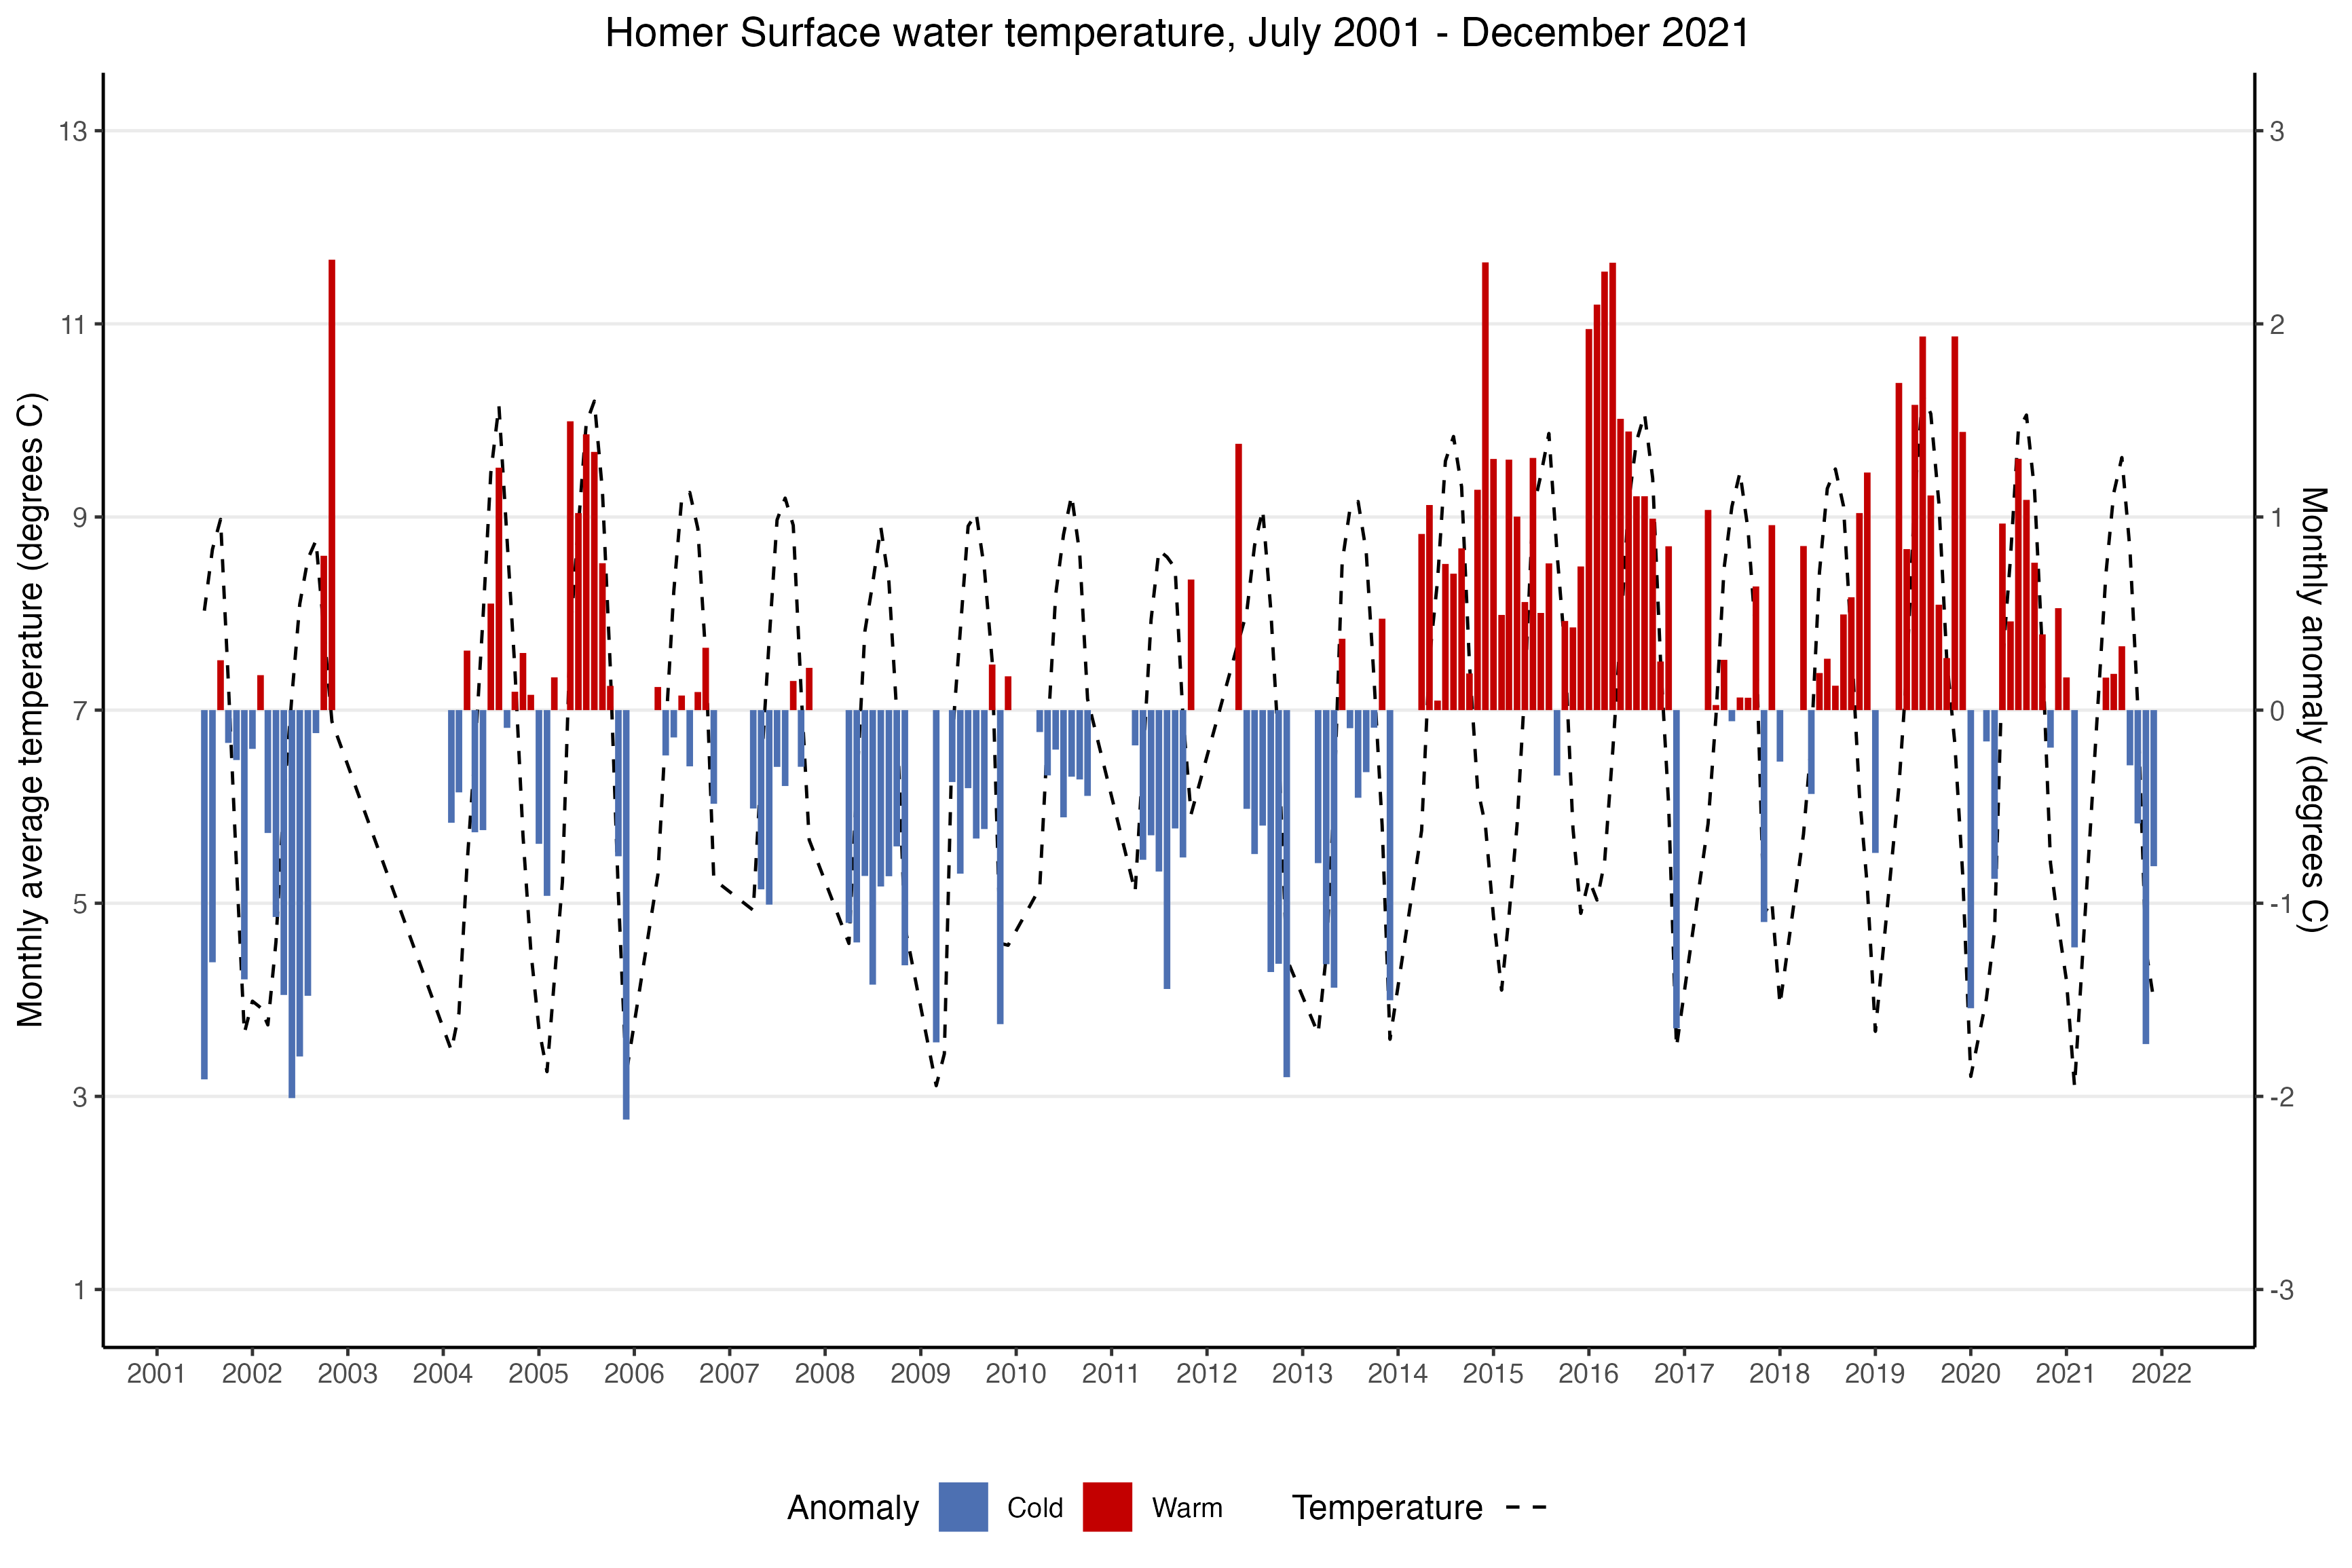 Homer Surface water temperature, July 2001 - December 2021
Monthly average temperature (degrees C)
13
11
9
7
5
3
1
3
2
1
0
-1
-2
-3
Monthly anomaly (degrees C)
2001 2002 2003 2004 2005 2006 2007 2008 2009 2010 2011 2012 2013 2014 2015 2016 2017 2018 2019 2020 2021 2022
Anomaly Cold Warm Temperature